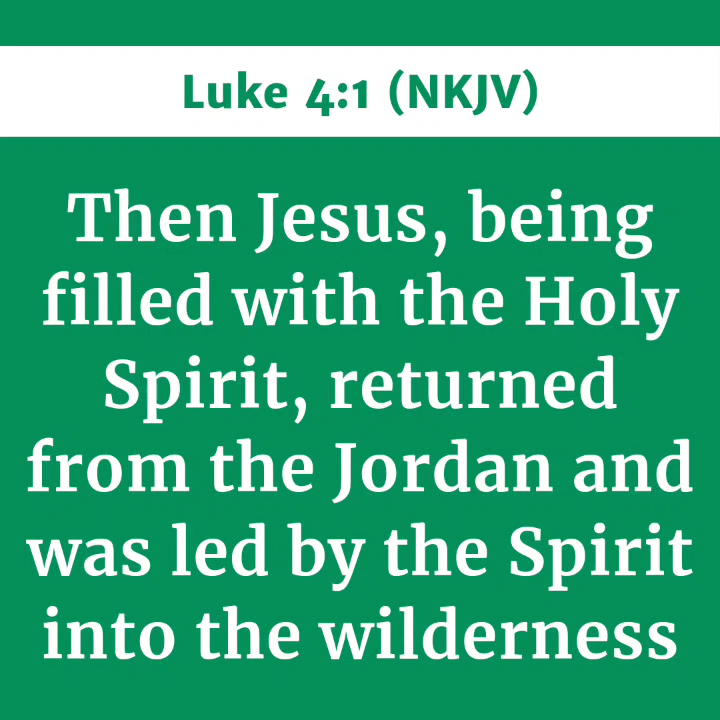 Luke 4:1 (NKJV)
Then Jesus, being
filled with the Holy
Spirit, returned
from the Jordan and
was led by the Spirit
into the wilderness